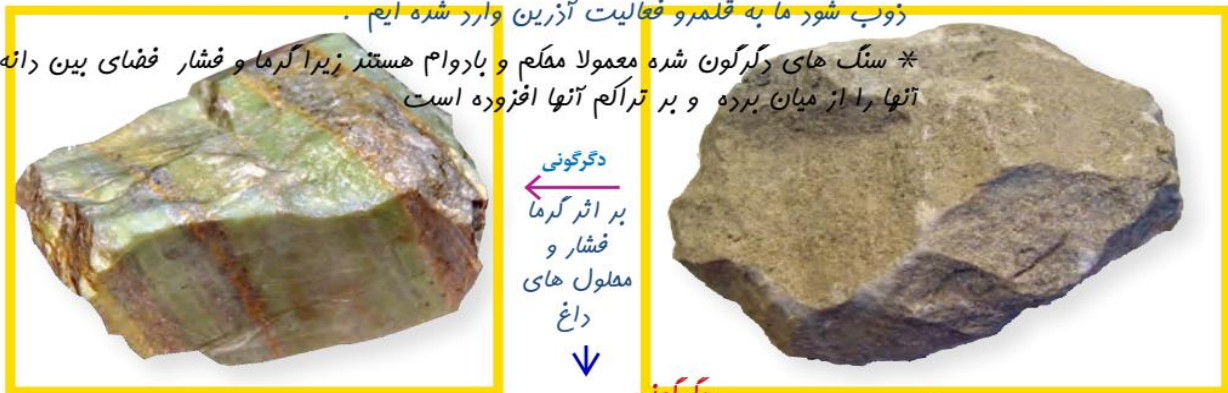 ذوب شود ما به قلمرو فعالیت آذرین وارد شده ایم .
* سنگ های دگرگون شده معمولا محکم و بادوام هستند زیرا گرما و فشار فضای بین دانه
آنها را از میان برده و بر تراکم آنها افزوده است
دگرگونی
بر اثر گرما
فشار و
محلول های
داغ